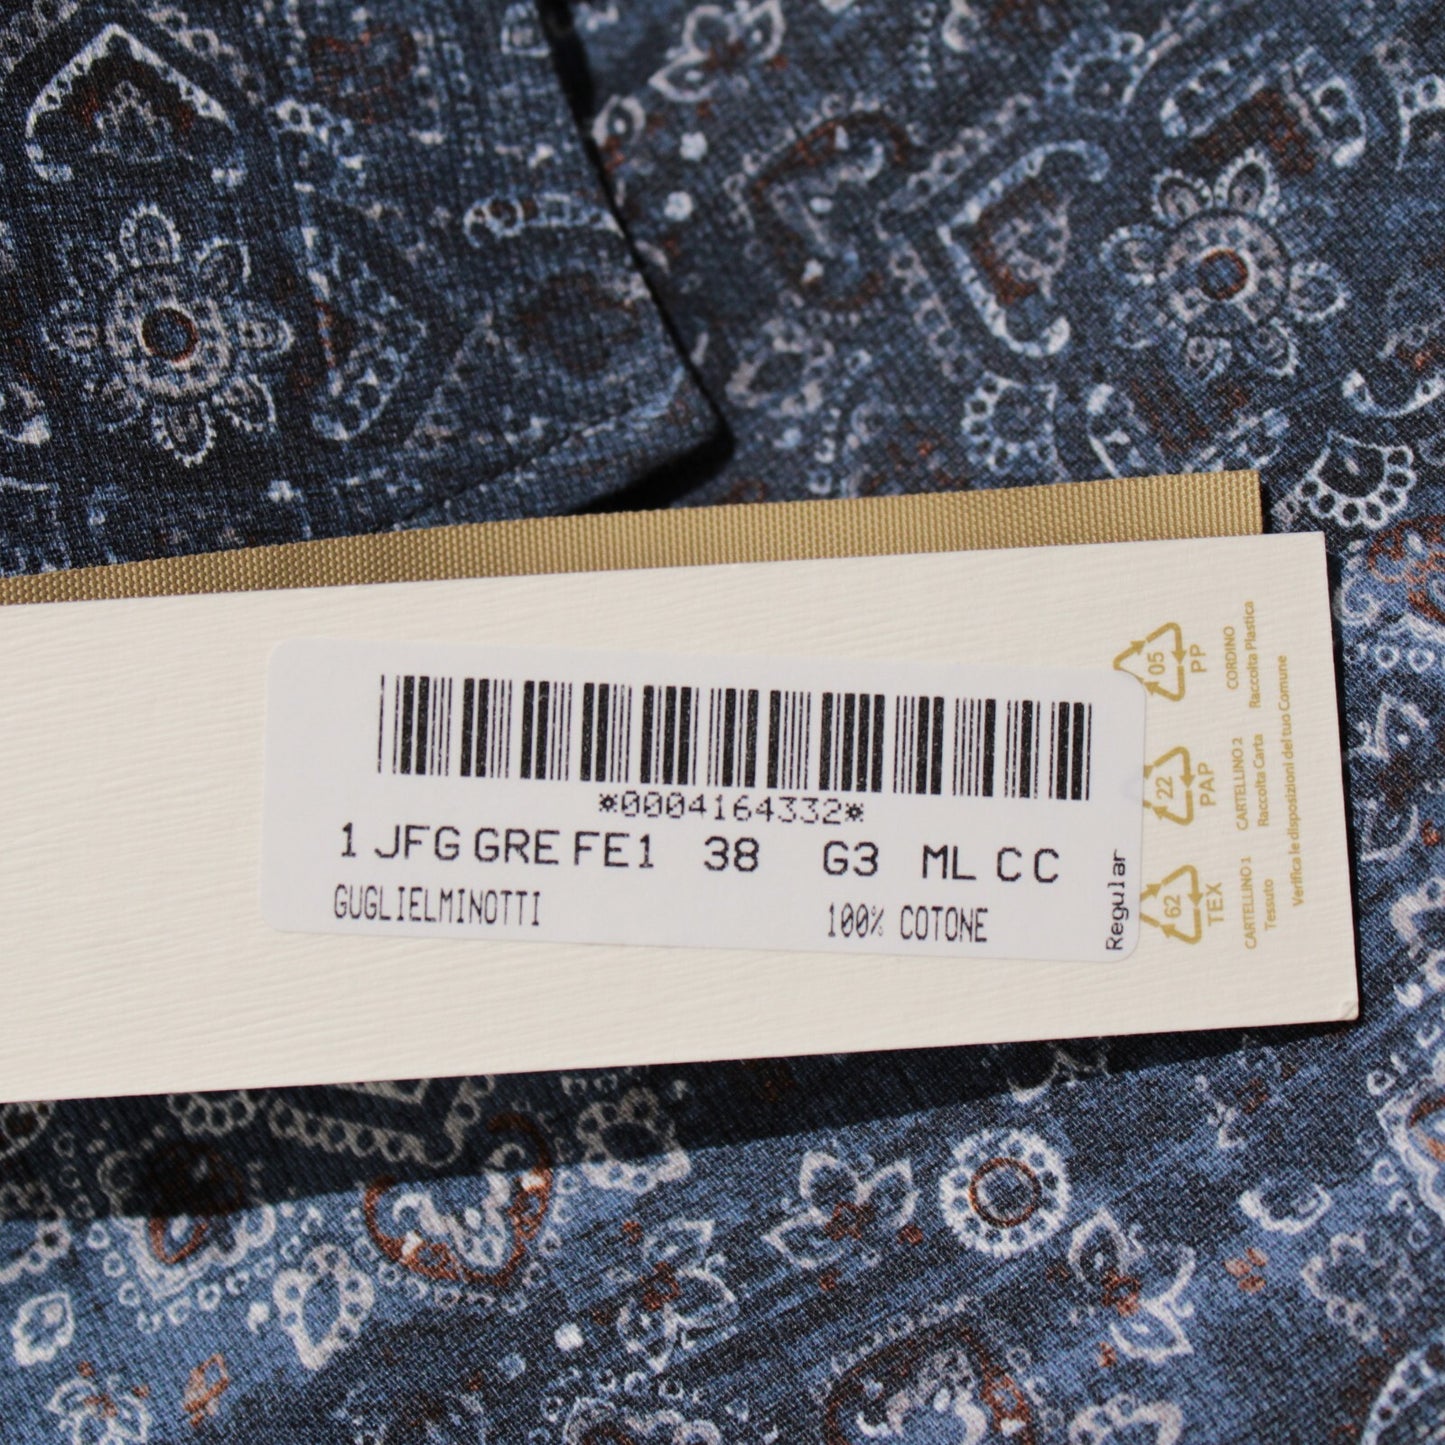 *0004164332*
1 JFG GRE FE1 38 G3 ML C C
GUGLIELMINOTTI 100% COTONE
Regular
05
PP
CORDINO
Raccolta Plastica
22
PAP
CARTELLINO 2
Raccolta Carta
62
TEX
CARTELLINO 1
Tessuto
Verifica le disposizioni del tuo Comune